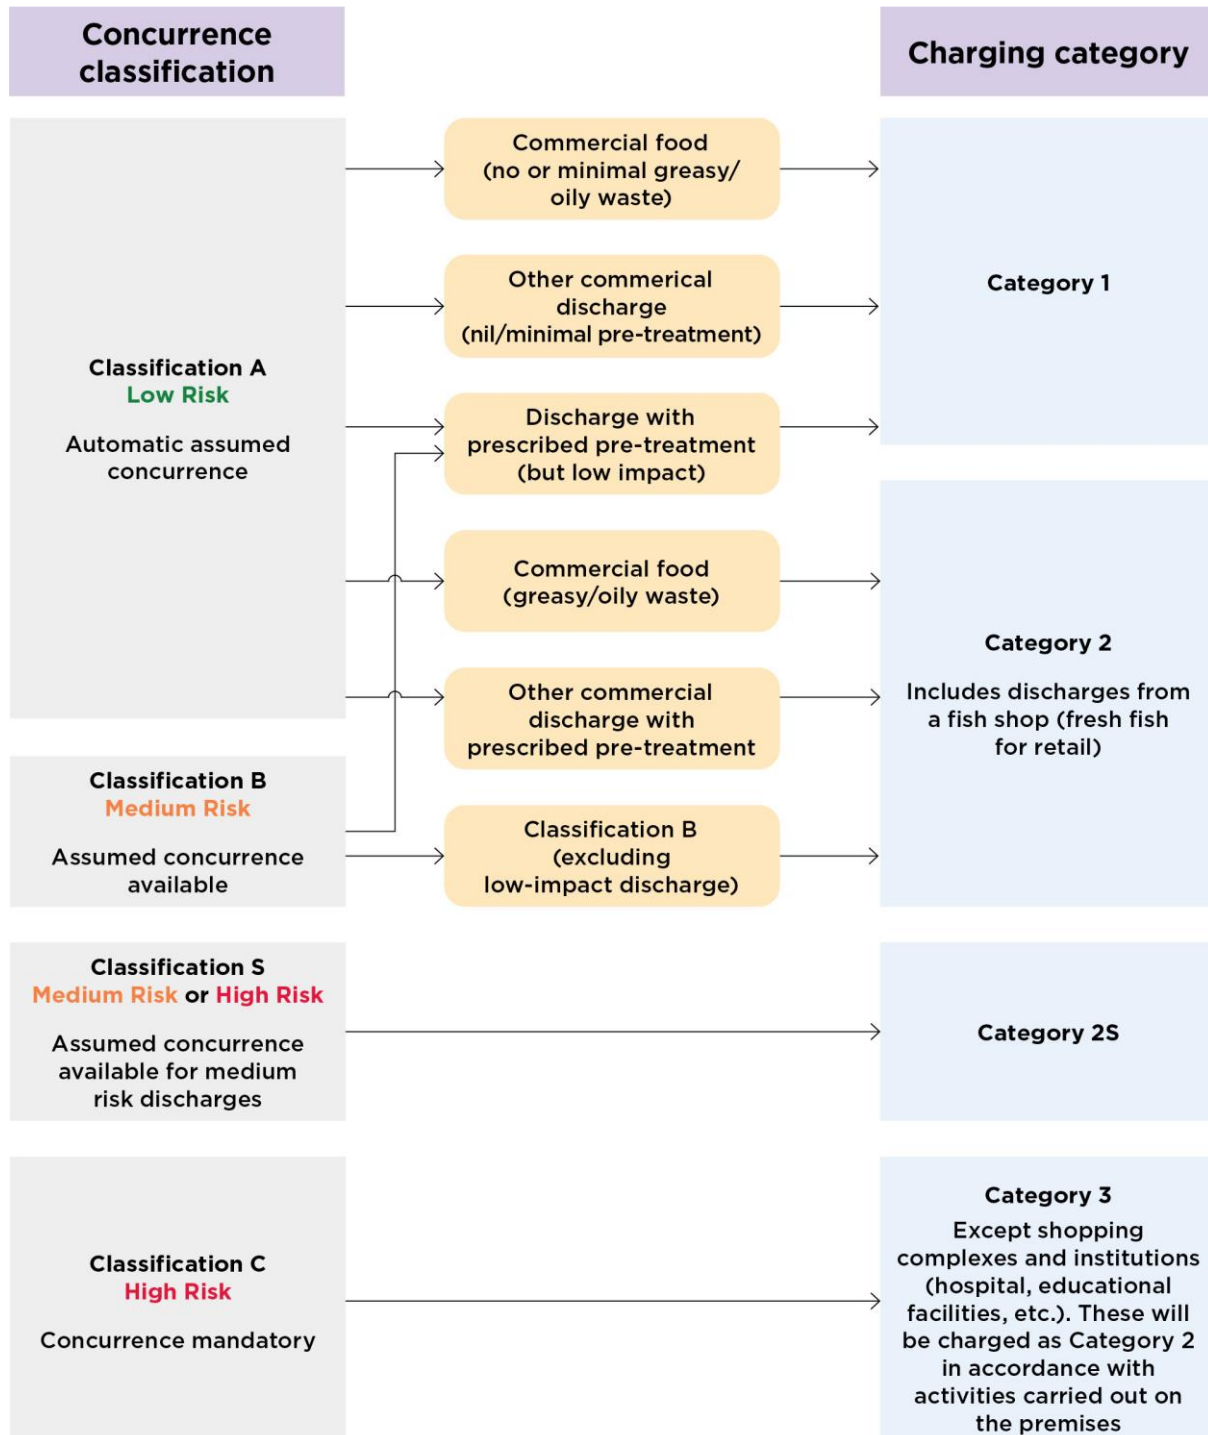 Concurrence
classification
Charging category
Classification A
Low Risk
Automatic assumed
concurrence
Commercial food
(no or minimal greasy/
oily waste)
Other commerical
discharge
(nil/minimal pre-treatment)
Discharge with
prescribed pre-treatment
(but low impact)
Commercial food
(greasy/oily waste)
Other commercial
discharge with
prescribed pre-treatment
Category 1
Category 2
Includes discharges from
a fish shop (fresh fish
for retail)
Classification B
Medium Risk
Assumed concurrence
available
Classification B
(excluding
low-impact discharge)
Classification S
Medium Risk or High Risk
Assumed concurrence
available for medium
risk discharges
Category 2S
Classification C
High Risk
Concurrence mandatory
Category 3
Except shopping
complexes and institutions
(hospital, educational
facilities, etc.). These will
be charged as Category 2
in accordance with
activities carried out on
the premises